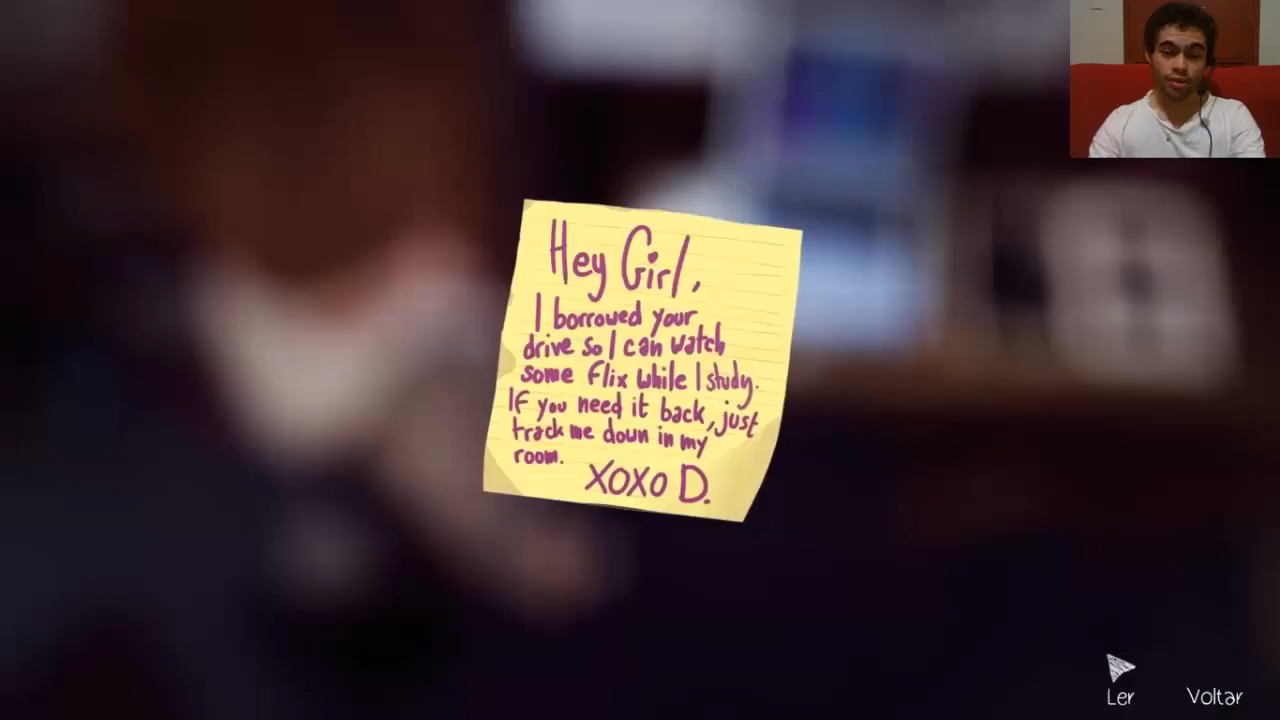 Hey Girl,
I borrowed your
drive so I can watch
some flix while I study.
If you need it back, just
track me down in my
room.
XOXO D.
Ler
Voltar